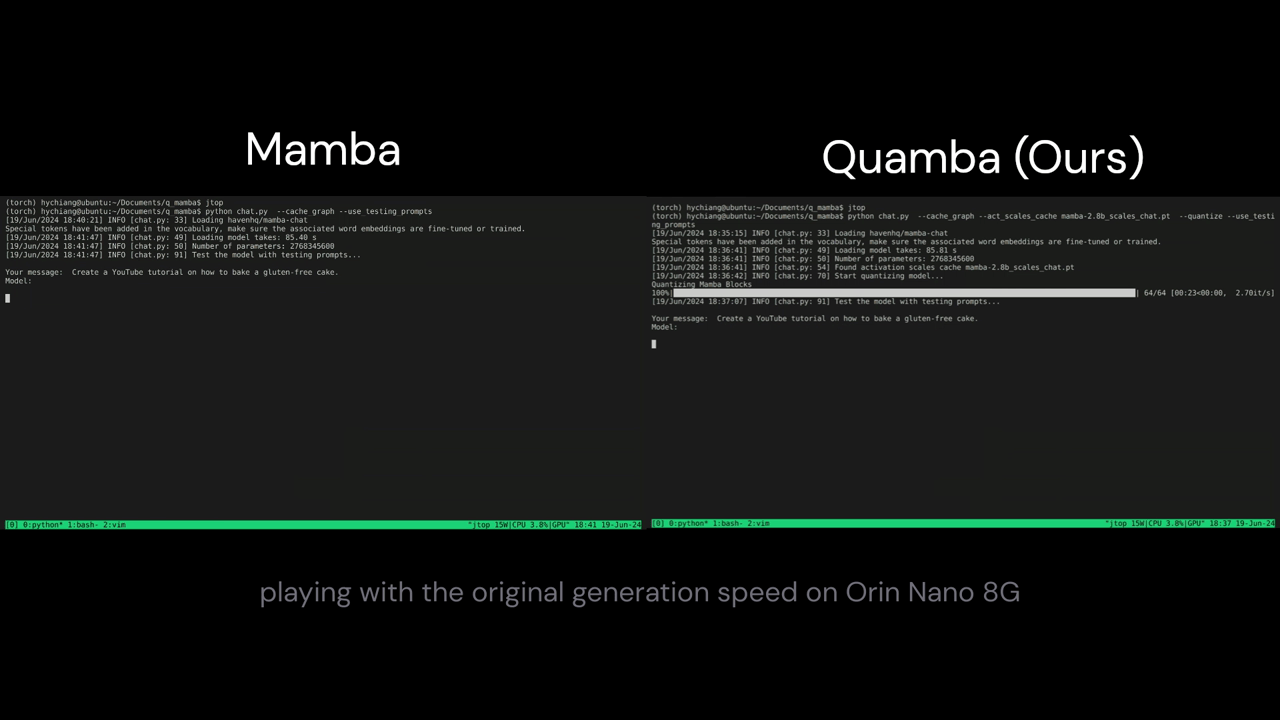 Mamba
(torch) hychiang@ubuntu:~/Documents/q_mamba$ jtop
(torch) hychiang@ubuntu:~/Documents/q_mamba$ python chat.py  --cache_graph --use_testing_prompts
[19/Jun/2024 18:40:21] INFO [chat.py: 33] Loading havenhq/mamba-chat
Special tokens have been added in the vocabulary, make sure the associated word embeddings are fine-tuned or trained.
[19/Jun/2024 18:41:47] INFO [chat.py: 49] Loading model takes: 85.40 s
[19/Jun/2024 18:41:47] INFO [chat.py: 50] Number of parameters: 2768345600
[19/Jun/2024 18:41:47] INFO [chat.py: 91] Test the model with testing prompts...
Your message:  Create a YouTube tutorial on how to bake a gluten-free cake.
Model:
[0] 0:python* 1:bash- 2:vim "jtop 15W|CPU 3.8%|GPU" 18:41 19-Jun-24
Quamba (Ours)
(torch) hychiang@ubuntu:~/Documents/q_mamba$ jtop
(torch) hychiang@ubuntu:~/Documents/q_mamba$ python chat.py  --cache_graph --act_scales_cache mamba-2.8b_scales_chat.pt  --quantize --use_testi
ng_prompts
[19/Jun/2024 18:35:15] INFO [chat.py: 33] Loading havenhq/mamba-chat
Special tokens have been added in the vocabulary, make sure the associated word embeddings are fine-tuned or trained.
[19/Jun/2024 18:36:41] INFO [chat.py: 49] Loading model takes: 85.81 s
[19/Jun/2024 18:36:41] INFO [chat.py: 50] Number of parameters: 2768345600
[19/Jun/2024 18:36:41] INFO [chat.py: 54] Found activation scales cache mamba-2.8b_scales_chat.pt
[19/Jun/2024 18:36:42] INFO [chat.py: 70] Start quantizing model...
Quantizing Mamba Blocks
100%| | 64/64 [00:23<00:00,  2.70it/s]
[19/Jun/2024 18:37:07] INFO [chat.py: 91] Test the model with testing prompts...
Your message:  Create a YouTube tutorial on how to bake a gluten-free cake.
Model:
[0] 0:python* 1:bash- 2:vim "jtop 15W|CPU 3.8%|GPU" 18:37 19-Jun-24
playing with the original generation speed on Orin Nano 8G